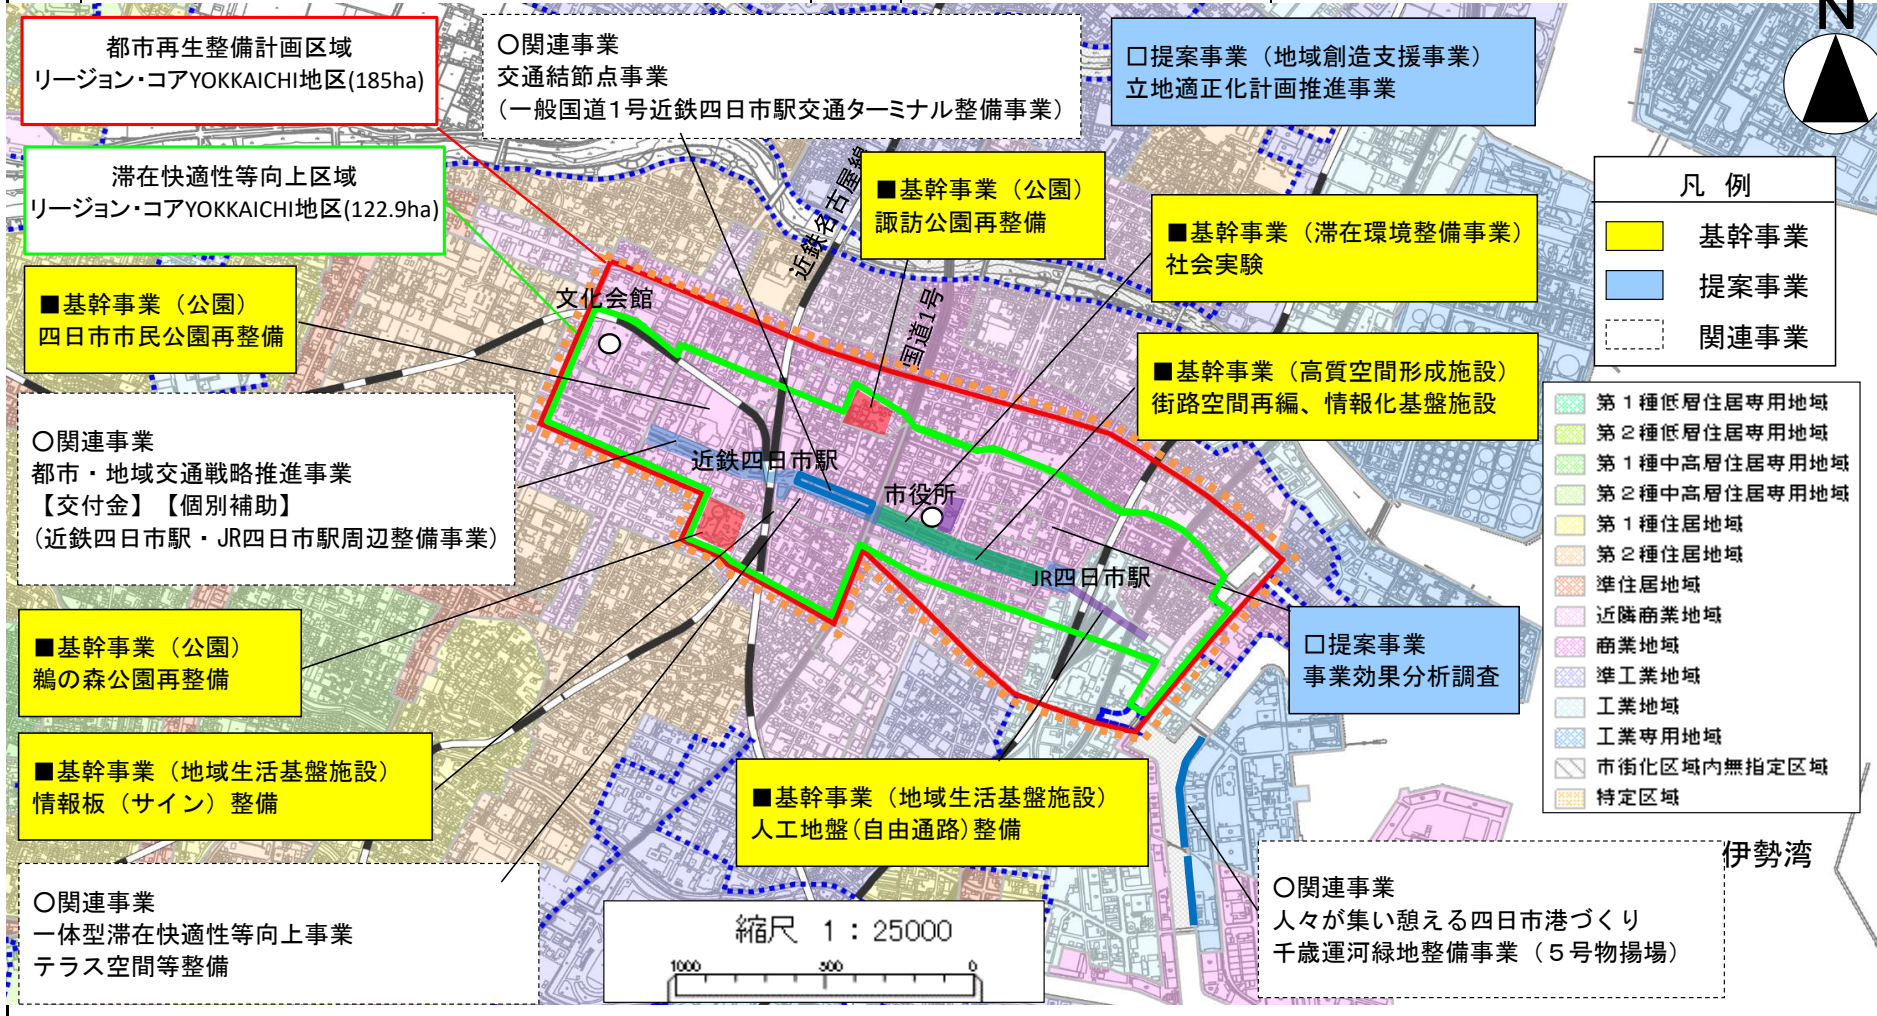 都市再生整備計画区域
リージョン・コアYOKKAICHI地区(185ha)
〇関連事業
交通結節点事業
(一般国道1号近鉄四日市駅交通ターミナル整備事業)
□提案事業(地域創造支援事業)
立地適正化計画推進事業
N
滞在快適性等向上区域
リージョン・コアYOKKAICHI地区(122.9ha)
■基幹事業(公園)
諏訪公園再整備
■基幹事業(滞在環境整備事業)
社会実験
凡 例
基幹事業
提案事業
関連事業
■基幹事業(公園)
四日市市民公園再整備
文化会館
近鉄名古屋線
国道1号
■基幹事業(高質空間形成施設)
街路空間再編、情報化基盤施設
〇関連事業
都市・地域交通戦略推進事業
【交付金】【個別補助】
(近鉄四日市駅・JR四日市駅周辺整備事業)
近鉄四日市駅
市役所
JR四日市駅
第1種低層住居専用地域
第2種低層住居専用地域
第1種中高層住居専用地域
第2種中高層住居専用地域
第1種住居地域
第2種住居地域
準住居地域
近隣商業地域
商業地域
準工業地域
工業地域
工業専用地域
市街化区域内無指定区域
特定区域
■基幹事業(公園)
鵜の森公園再整備
□提案事業
事業効果分析調査
■基幹事業(地域生活基盤施設)
情報板(サイン)整備
■基幹事業(地域生活基盤施設)
人工地盤(自由通路)整備
伊勢湾
〇関連事業
一体型滞在快適性等向上事業
テラス空間等整備
縮尺 1:25000
1000 500 0
〇関連事業
人々が集い憩える四日市港づくり
千歳運河緑地整備事業(5号物揚場)